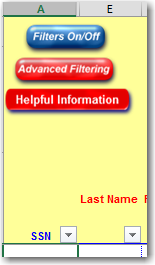 A E
Filters On/Off
Advanced Filtering
Helpful Information
Last Name F
SSN